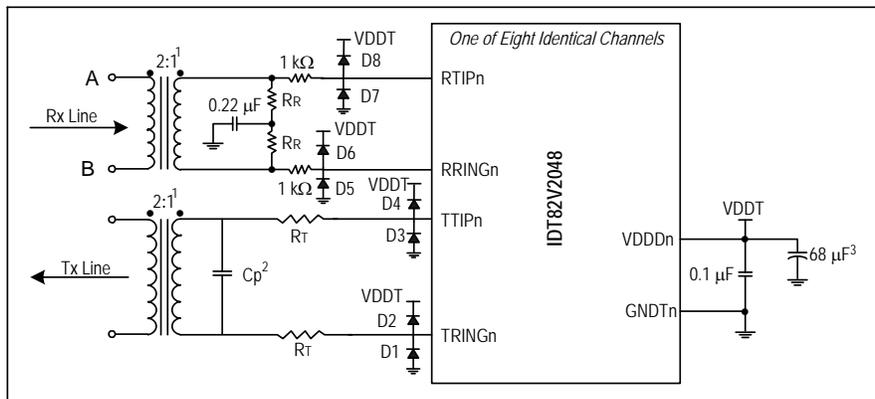 One of Eight Identical Channels
VDDT
D8
D7
2:1¹
1 kΩ
A
RTIPn
0.22 µF
RR
Rx Line
VDDT
RR
D6
B
RRINGn
1 kΩ
D5
VDDT
D4
2:1¹
TTIPn
RT
D3
IDT82V2048
VDDT
VDDDn
68 µF³
0.1 µF
Tx Line
Cp²
VDDT
GNDTn
D2
TRINGn
RT
D1